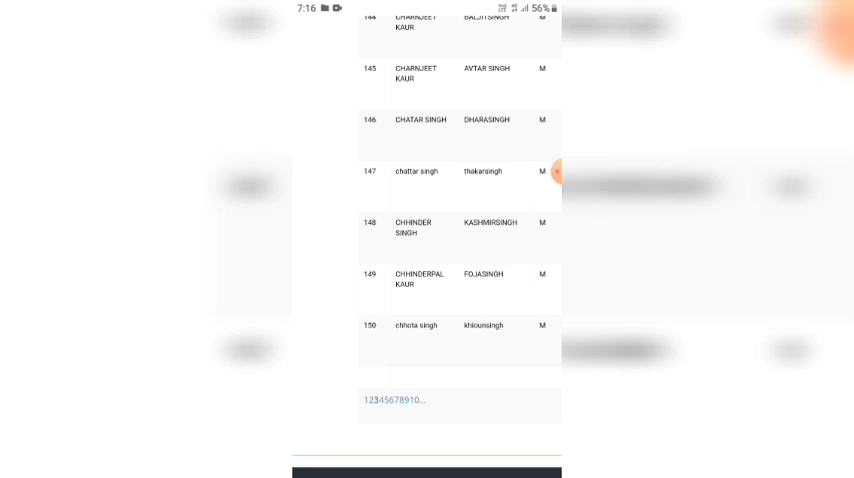 7:16 56%
144 CHARNJEET BALJITSINGH
KAUR
145 CHARNJEET AVTAR SINGH M
KAUR
146 CHATAR SINGH DHARASINGH M
147 chattar singh thakarsingh M
148 CHHINDER KASHMIRSINGH M
SINGH
149 CHHINDERPAL FOJASINGH M
KAUR
150 chhota singh khiounsingh M
12345678910...